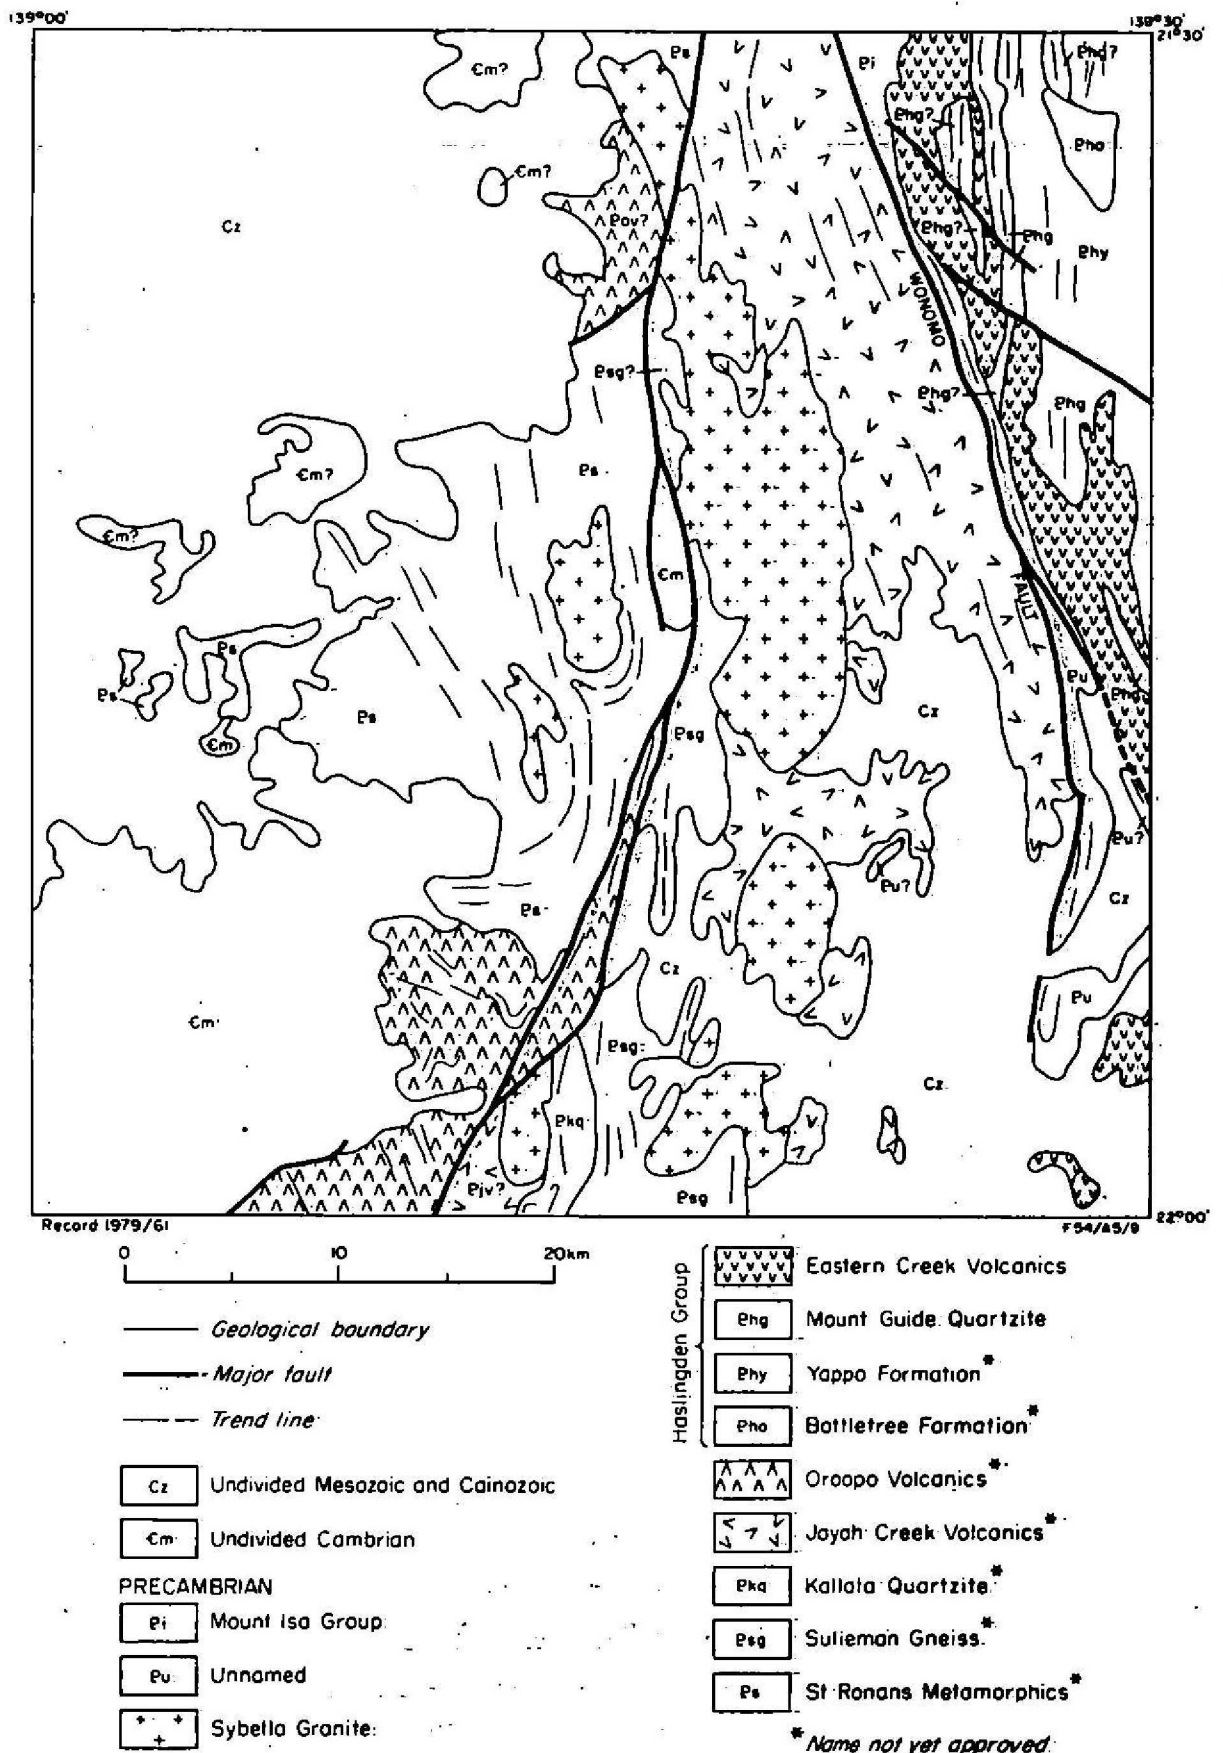 139°00'
139°30'
21°30'
Ꞓm?
Ps
Pi
Phg?
Phg?
Pho
Ꞓm?
Cz
Pov?
Phg?
Phg
Phy
WONOMO
Psg?
Phg?
Phg
Ps
Ꞓm?
Ꞓm?
Ꞓm
FAULT
Ps
Pu
Ps
Phg
Ps
Cz
Psg
Ꞓm
Pu?
Pu?
Cz
Ps
Cz
Pu
Ꞓm
Psg
Cz
Pkq
Pjv?
Psg
Record 1979/61
F54/A5/9
22°00'
0 10 20km
Geological boundary
Major fault
Trend line
Cz Undivided Mesozoic and Cainozoic
Ꞓm Undivided Cambrian
PRECAMBRIAN
Pi Mount Isa Group
Pu Unnamed
Sybella Granite
Haslingden Group
Eastern Creek Volcanics
Phg Mount Guide Quartzite
Phy Yappo Formation*
Pho Bottletree Formation*
Oroopo Volcanics*
Jayah Creek Volcanics*
Pkq Kallala Quartzite*
Psg Sulieman Gneiss*
Ps St Ronans Metamorphics*
* Name not yet approved